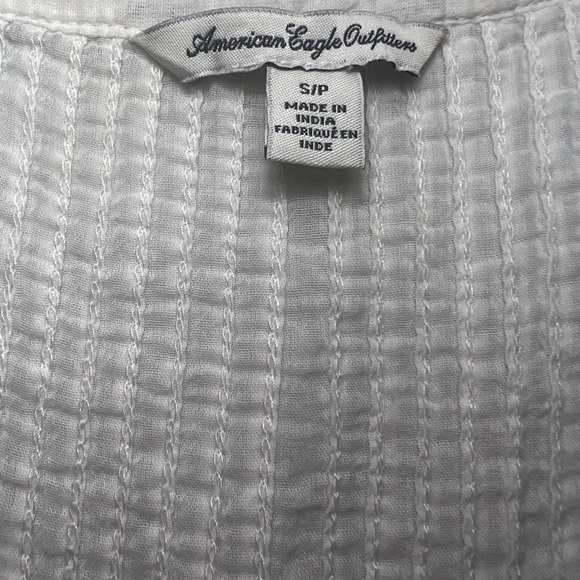 American Eagle Outfitters
S/P
MADE IN
INDIA
FABRIQUÉ EN
INDE